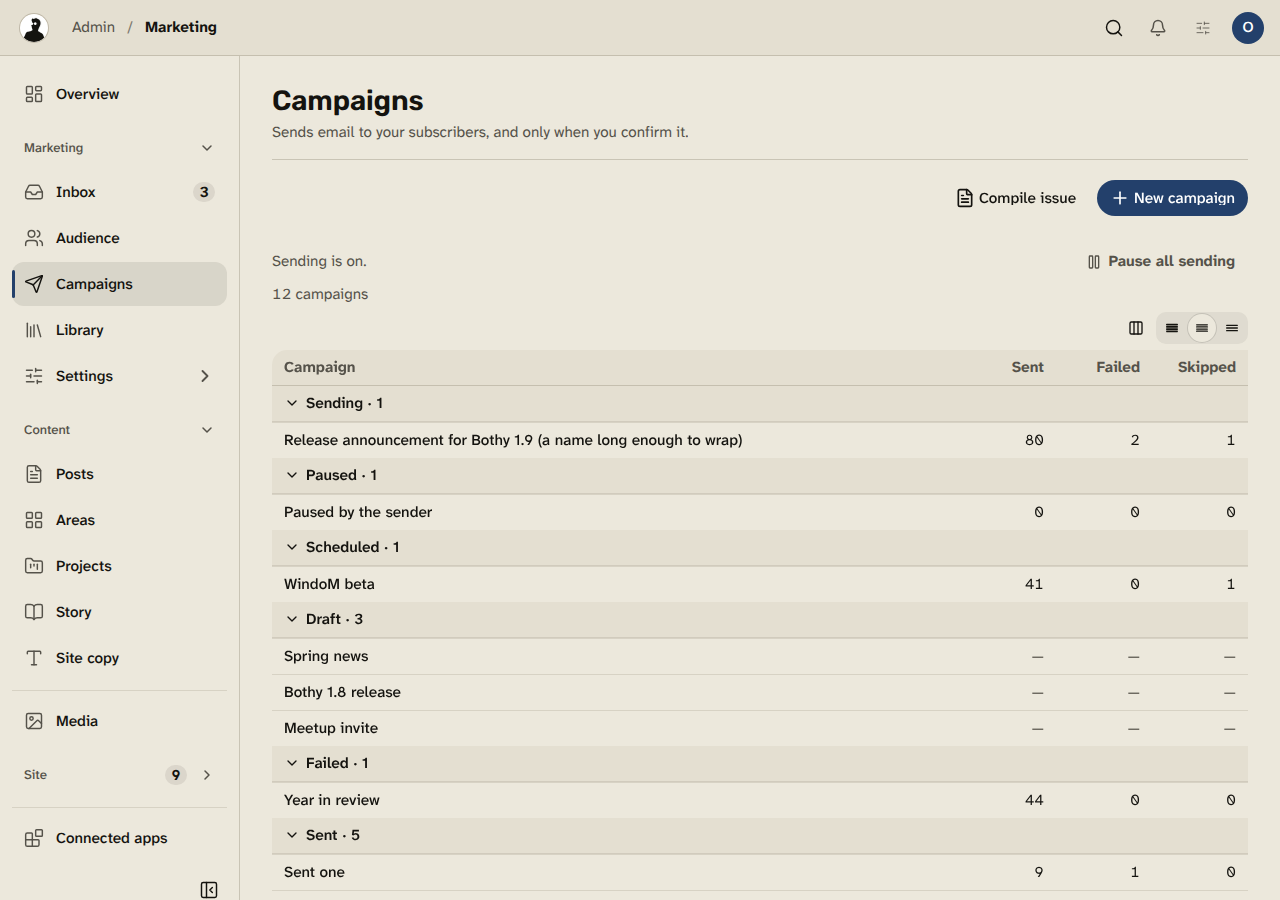 Admin / Marketing
O
Overview
Marketing
Inbox 3
Audience
Campaigns
Library
Settings
Content
Posts
Areas
Projects
Story
Site copy
Media
Site 9
Connected apps
Campaigns
Sends email to your subscribers, and only when you confirm it.
Compile issue
New campaign
Sending is on.
Pause all sending
12 campaigns
Campaign Sent Failed Skipped
Sending · 1
Release announcement for Bothy 1.9 (a name long enough to wrap) 80 2 1
Paused · 1
Paused by the sender 0 0 0
Scheduled · 1
WindoM beta 41 0 1
Draft · 3
Spring news — — —
Bothy 1.8 release — — —
Meetup invite — — —
Failed · 1
Year in review 44 0 0
Sent · 5
Sent one 9 1 0